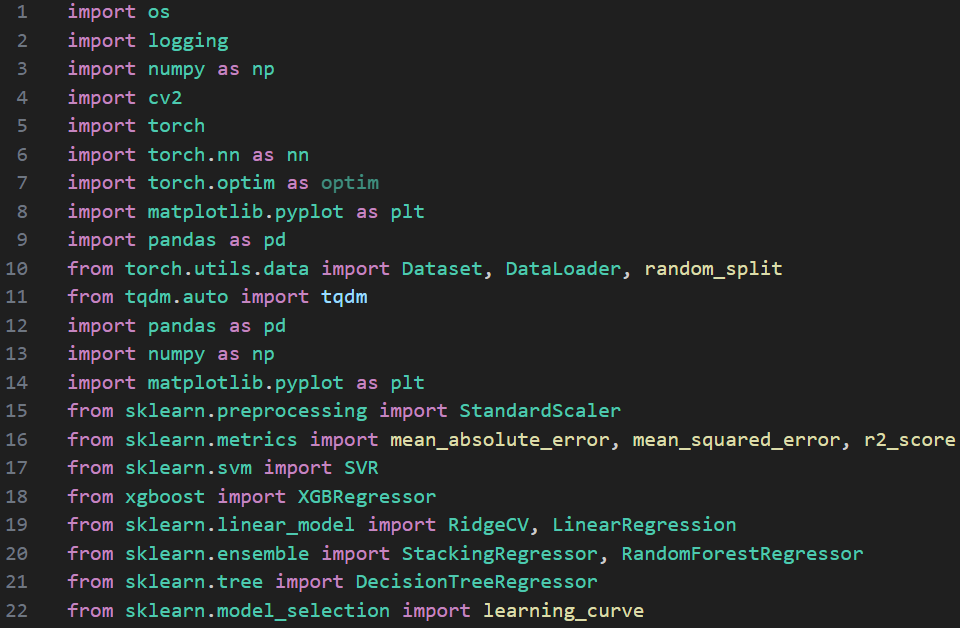 1 import os
2 import logging
3 import numpy as np
4 import cv2
5 import torch
6 import torch.nn as nn
7 import torch.optim as optim
8 import matplotlib.pyplot as plt
9 import pandas as pd
10 from torch.utils.data import Dataset, DataLoader, random_split
11 from tqdm.auto import tqdm
12 import pandas as pd
13 import numpy as np
14 import matplotlib.pyplot as plt
15 from sklearn.preprocessing import StandardScaler
16 from sklearn.metrics import mean_absolute_error, mean_squared_error, r2_score
17 from sklearn.svm import SVR
18 from xgboost import XGBRegressor
19 from sklearn.linear_model import RidgeCV, LinearRegression
20 from sklearn.ensemble import StackingRegressor, RandomForestRegressor
21 from sklearn.tree import DecisionTreeRegressor
22 from sklearn.model_selection import learning_curve